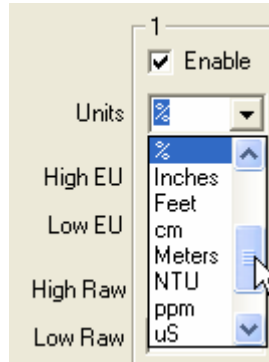 1
Enable
Units %
%
Inches
High EU
Feet
Low EU
cm
Meters
High Raw
NTU
ppm
Low Raw
uS